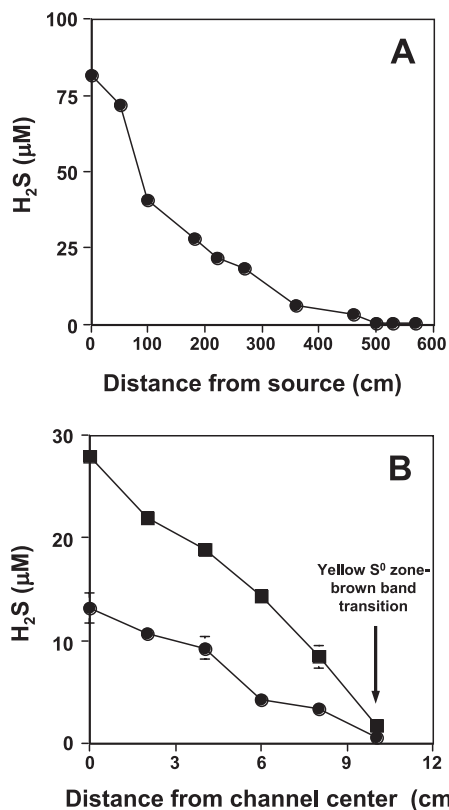 100
A
75
50
25
0
H₂S (μM)
0 100 200 300 400 500 600
Distance from source (cm)
30
B
20
10
0
H₂S (μM)
Yellow S⁰ zone-
brown band
transition
0 3 6 9 12
Distance from channel center (cm